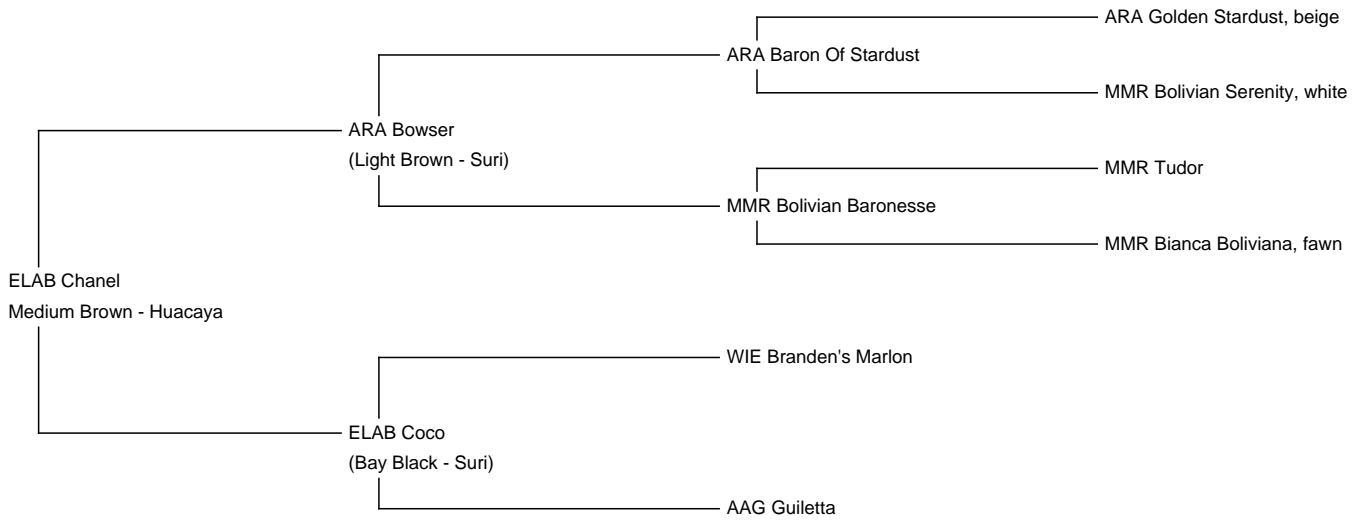 ARA Golden Stardust, beige
ARA Baron Of Stardust
MMR Bolivian Serenity, white
ARA Bowser
(Light Brown - Suri)
MMR Tudor
MMR Bolivian Baronesse
MMR Bianca Boliviana, fawn
ELAB Chanel
Medium Brown - Huacaya
WIE Branden's Marlon
ELAB Coco
(Bay Black - Suri)
AAG Guiletta